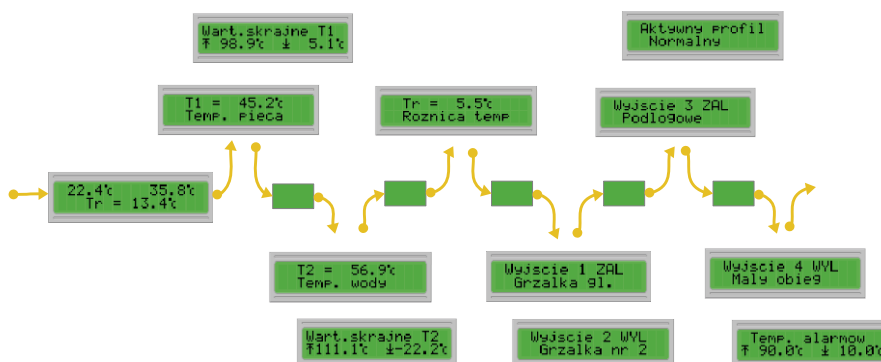 Wart.skrajne T1
↑ 98.9°c ↓ 5.1°c
Aktywny profil
Normalny
T1 = 45.2°c
Temp. pieca
Tr = 5.5°c
Roznica temp
Wyjscie 3 ZAL
Podlogowe
22.4°c 35.8°c
Tr = 13.4°c
T2 = 56.9°c
Temp. wody
Wyjscie 1 ZAL
Grzalka gl.
Wyjscie 4 WYL
Maly obieg
Wart.skrajne T2
↑111.1°c ↓-22.2°c
Wyjscie 2 WYL
Grzalka nr 2
Temp. alarmow
↑ 90.0°c ↓ 10.0°c